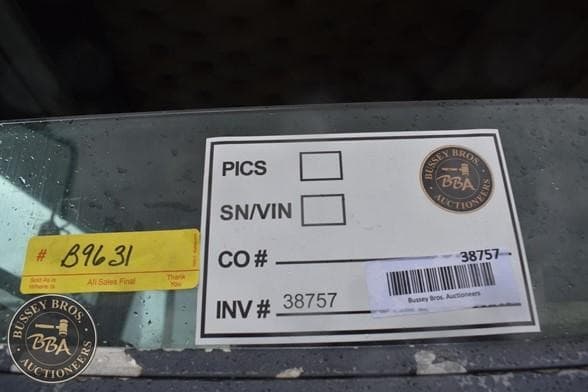 PICS
SN/VIN
CO #
INV # 38757
BUSSEY BROS.
BBA
AUCTIONEERS
38757
Bussey Bros. Auctioneers
# B9631
Sold As is
Where is
All Sales Final
Thank
You
BUSSEY BROS.
BBA
AUCTIONEERS